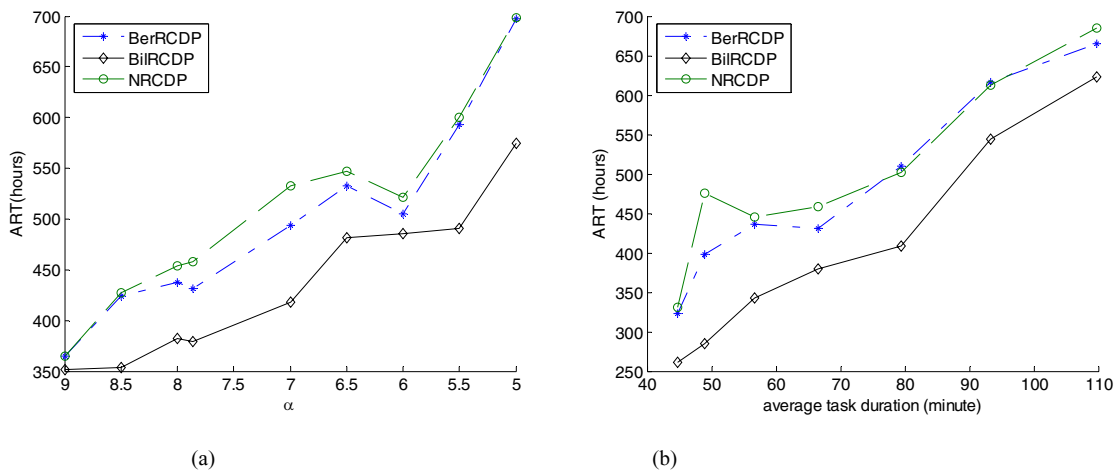 700
650
600
550
500
450
400
350
9
8.5
8
7.5
7
6.5
6
5.5
5
ART(hours)
α
BerRCDP
BilRCDP
NRCDP
(a)
700
650
600
550
500
450
400
350
300
250
40
50
60
70
80
90
100
110
ART (hours)
average task duration (minute)
BerRCDP
BilRCDP
NRCDP
(b)